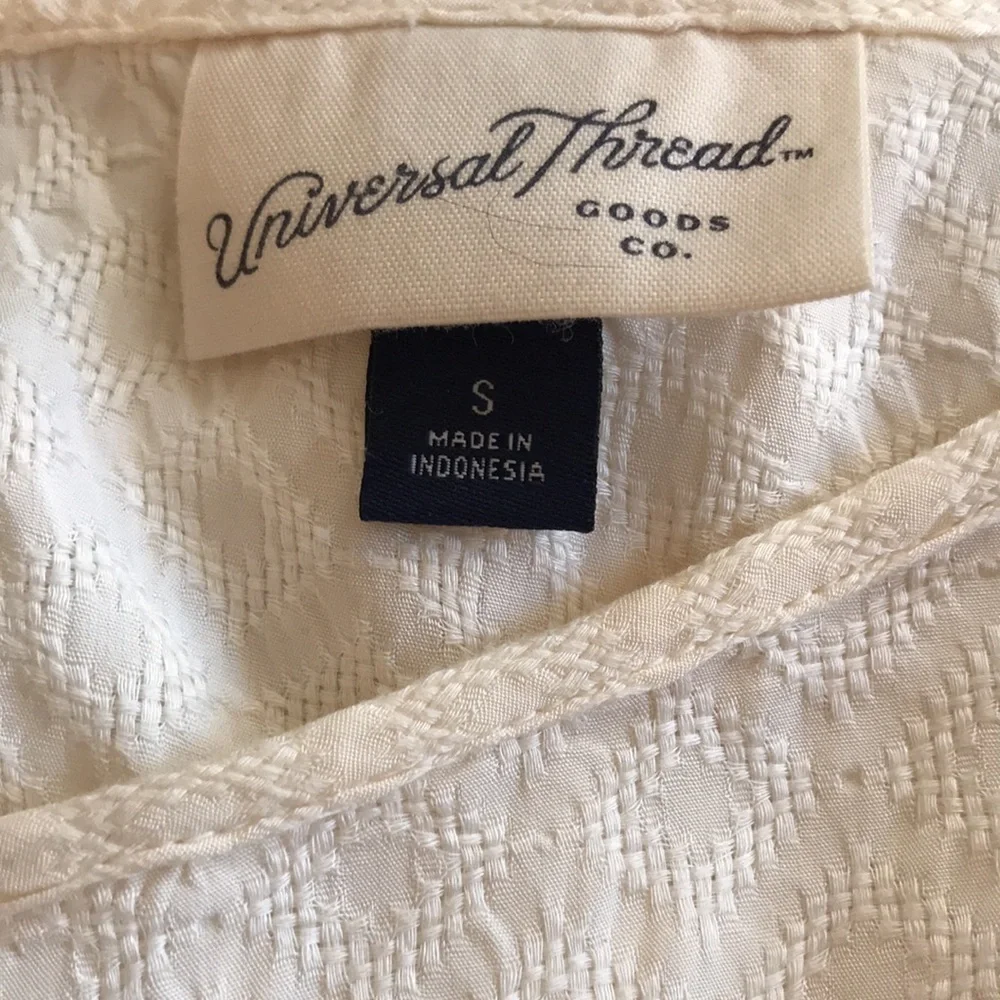 Universal Thread™
GOODS
CO.
S
MADE IN
INDONESIA